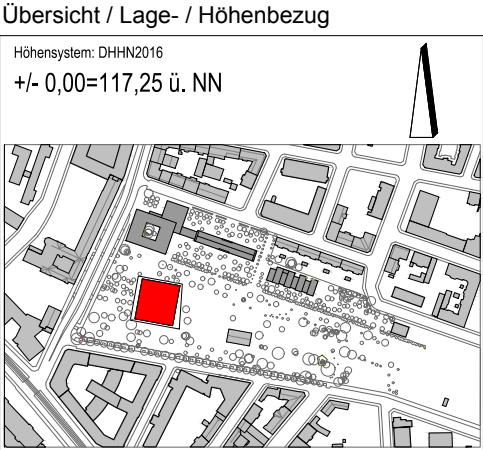 Übersicht / Lage- / Höhenbezug
Höhensystem: DHHN2016
+/- 0,00=117,25 ü. NN